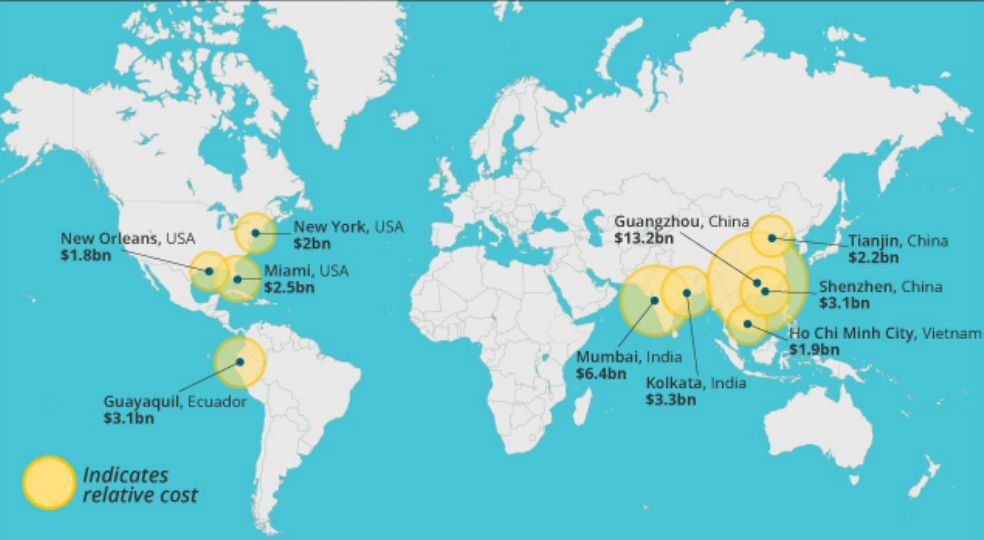 New York, USA
$2bn
New Orleans, USA
$1.8bn
Miami, USA
$2.5bn
Guayaquil, Ecuador
$3.1bn
Guangzhou, China
$13.2bn
Tianjin, China
$2.2bn
Shenzhen, China
$3.1bn
Ho Chi Minh City, Vietnam
$1.9bn
Mumbai, India
$6.4bn
Kolkata, India
$3.3bn
Indicates
relative cost